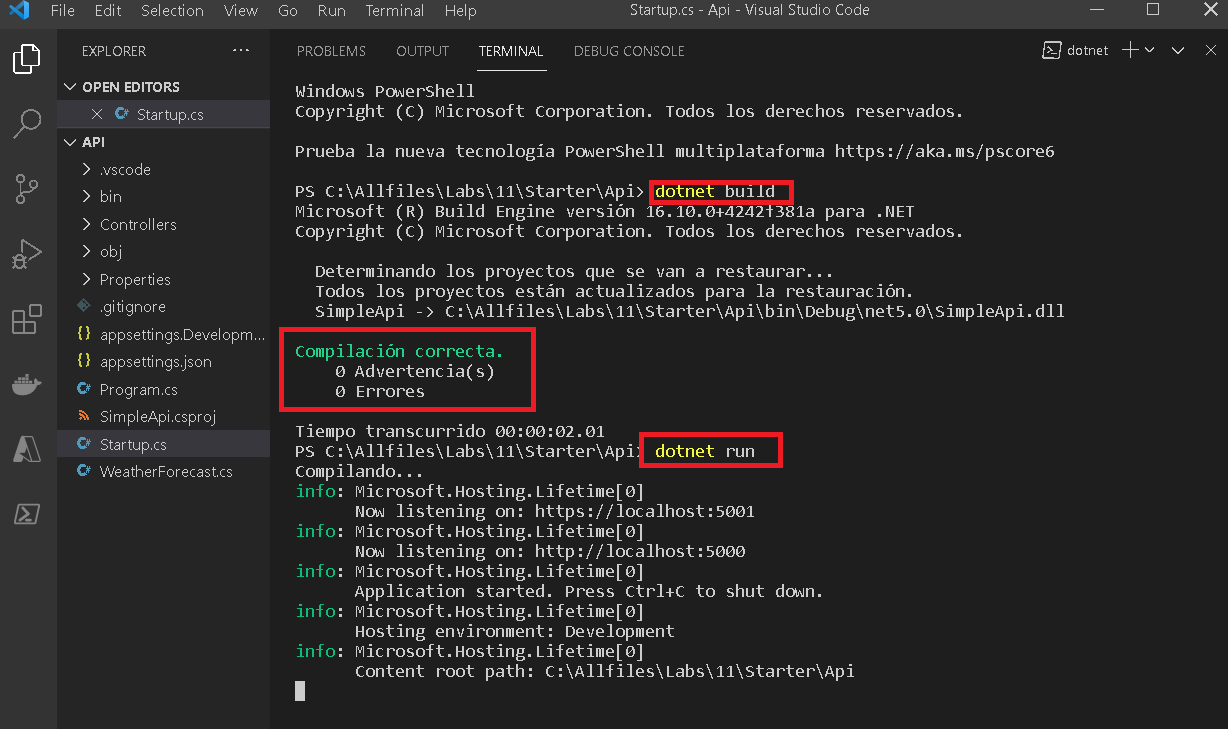 File Edit Selection View Go Run Terminal Help Startup.cs - Api - Visual Studio Code
EXPLORER ...
OPEN EDITORS
Startup.cs
API
.vscode
bin
Controllers
obj
Properties
.gitignore
appsettings.Developm...
appsettings.json
Program.cs
SimpleApi.csproj
Startup.cs
WeatherForecast.cs
PROBLEMS OUTPUT TERMINAL DEBUG CONSOLE dotnet
Windows PowerShell
Copyright (C) Microsoft Corporation. Todos los derechos reservados.
Prueba la nueva tecnología PowerShell multiplataforma https://aka.ms/pscore6
PS C:\Allfiles\Labs\11\Starter\Api> dotnet build
Microsoft (R) Build Engine versión 16.10.0+4242f381a para .NET
Copyright (C) Microsoft Corporation. Todos los derechos reservados.
Determinando los proyectos que se van a restaurar...
Todos los proyectos están actualizados para la restauración.
SimpleApi -> C:\Allfiles\Labs\11\Starter\Api\bin\Debug\net5.0\SimpleApi.dll
Compilación correcta.
0 Advertencia(s)
0 Errores
Tiempo transcurrido 00:00:02.01
PS C:\Allfiles\Labs\11\Starter\Api> dotnet run
Compilando...
info: Microsoft.Hosting.Lifetime[0]
Now listening on: https://localhost:5001
info: Microsoft.Hosting.Lifetime[0]
Now listening on: http://localhost:5000
info: Microsoft.Hosting.Lifetime[0]
Application started. Press Ctrl+C to shut down.
info: Microsoft.Hosting.Lifetime[0]
Hosting environment: Development
info: Microsoft.Hosting.Lifetime[0]
Content root path: C:\Allfiles\Labs\11\Starter\Api